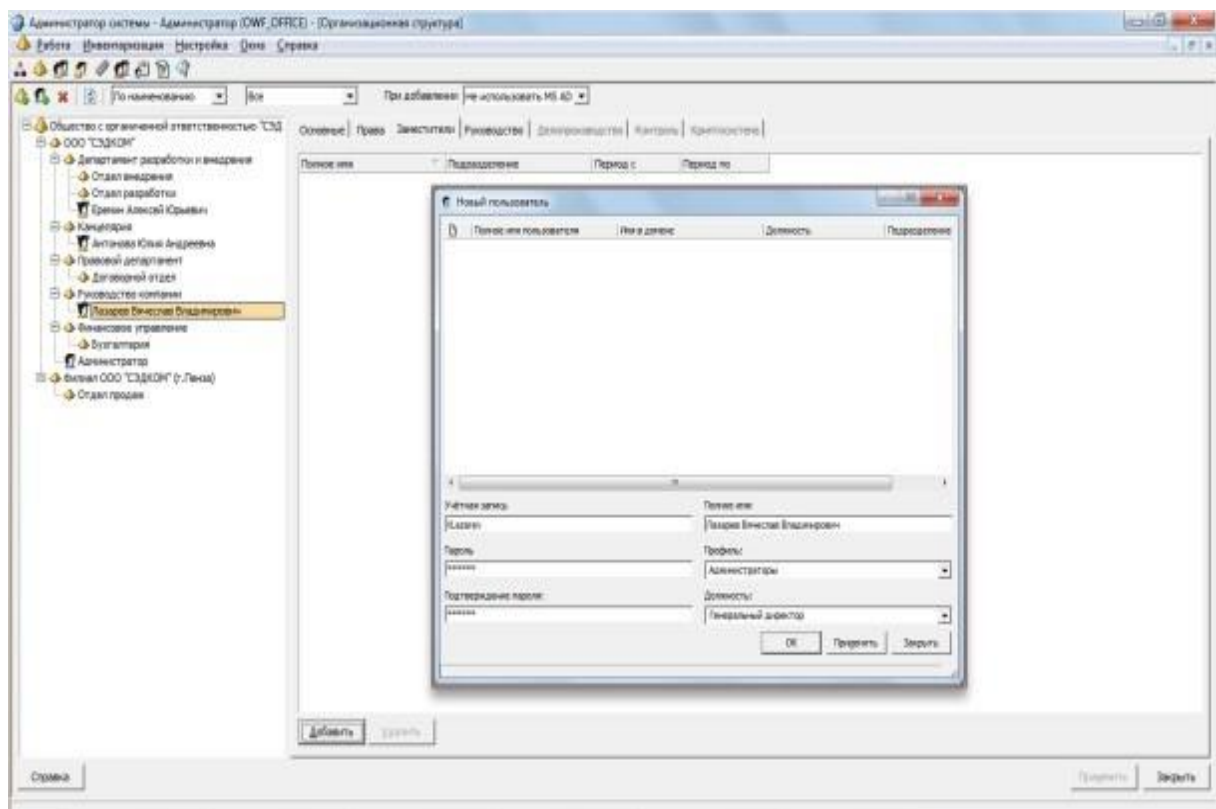 Администратор системы - Администратор (OWF_OFFICE) - [Организационная структура]
Работа Инвентаризация Настройка Окна Справка
По наименованию Все При добавлении не использовать MS AD
Общество с органиченной ответственностью "СЭД
ООО "СЭДКОМ"
Департамент разработки и внедрения
Отдел внедрения
Отдел разработки
Еремин Алексей Юрьевич
Канцелярия
Антонова Юлия Андреевна
Правовой департамент
Договорной отдел
Руководство компании
Лазарев Вячеслав Владимирович
Финансовое управление
Бухгалтерия
Администратор
Филиал ООО "СЭДКОМ" (г.Пенза)
Отдел продаж
Основные Права Заместители Руководство Делопроизводство Контроль Криптосистема
Полное имя Подразделение Период с Период по
Новый пользователь
Полное имя пользователя Имя в домене Должность Подразделение
Учётная запись Полное имя
Лазарев Вячеслав Владимирович
Пароль Профиль:
******* Администраторы
Подтверждение пароля: Должность:
******* Генеральный директор
OK Применить Закрыть
Добавить Удалить
Справка Применить Закрыть